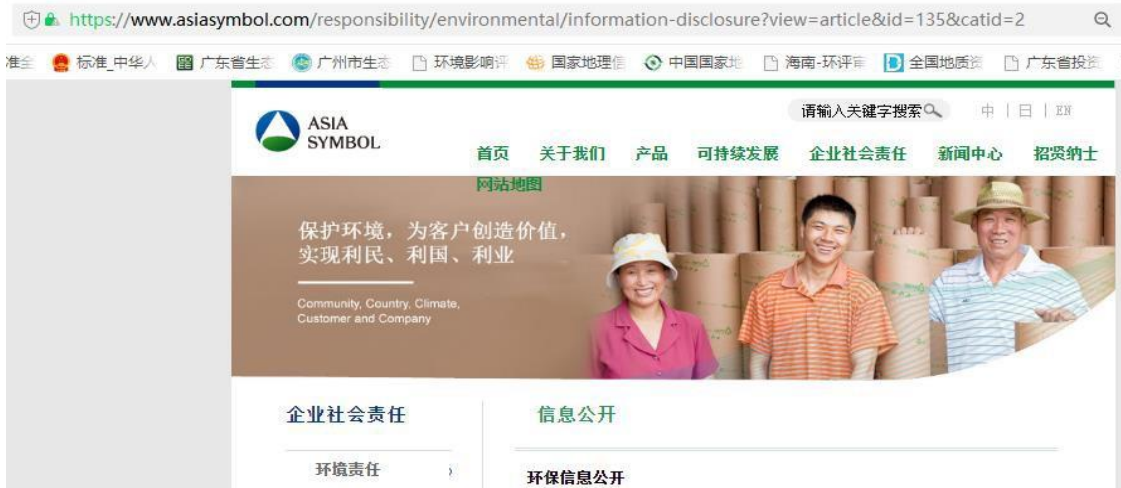 https://www.asiasymbol.com/responsibility/environmental/information-disclosure?view=article&id=135&catid=2
准全 标准_中华人 广东省生态 广州市生态 环境影响评 国家地理信 中国国家地 海南-环评审 全国地质资 广东省投资
ASIA
SYMBOL
请输入关键字搜索 中 | 日 | EN
首页 关于我们 产品 可持续发展 企业社会责任 新闻中心 招贤纳士
网站地图
保护环境，为客户创造价值，
实现利民、利国、利业
Community, Country, Climate,
Customer and Company
企业社会责任
信息公开
环境责任 ›
环保信息公开